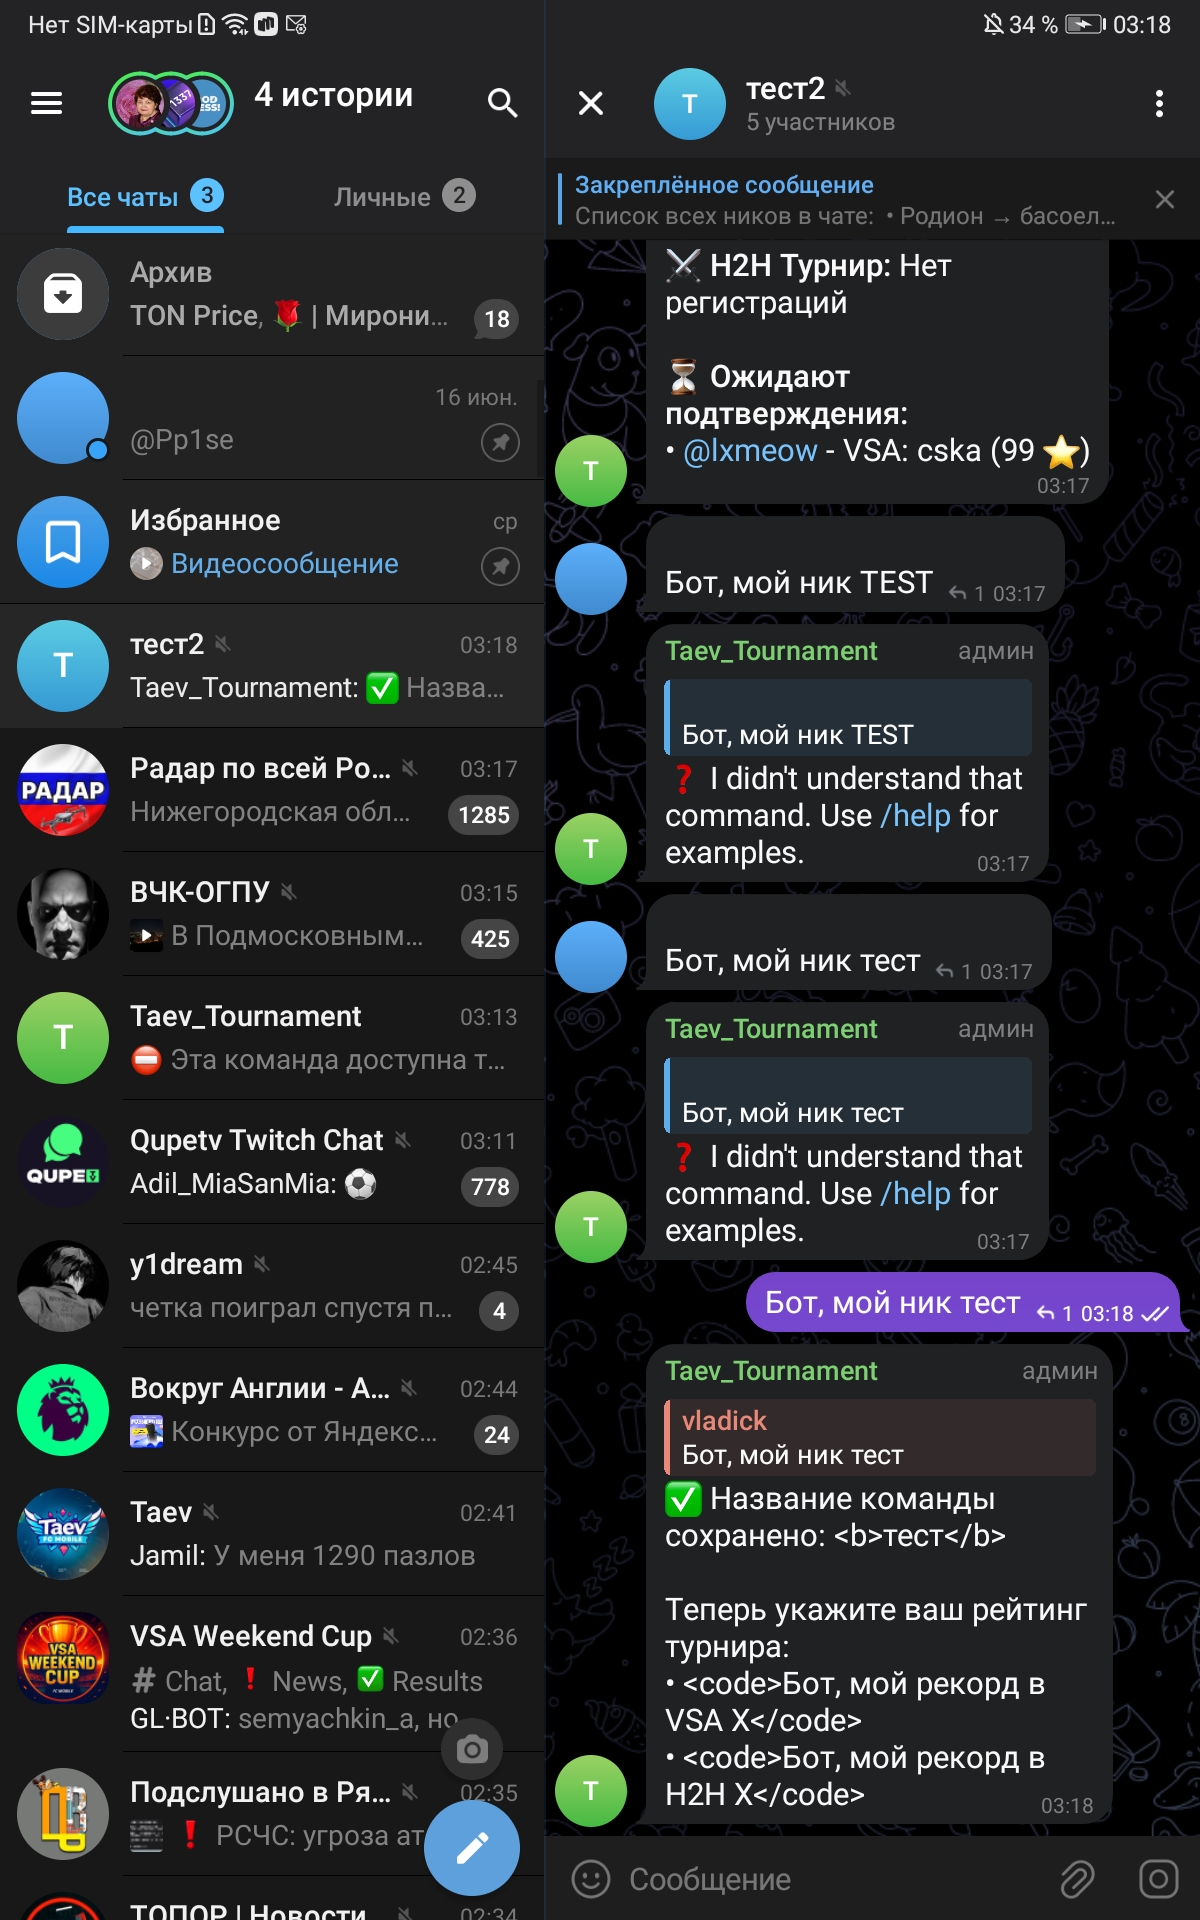 Нет SIM-карты
34 % 03:18
4 истории
Все чаты 3
Личные 2
Архив
TON Price, 🌹 | Мирони... 18
16 июн.
@Pp1se
Избранное ср
Видеосообщение
Т
тест2 03:18
Taev_Tournament: ✅ Назва...
РАДАР
Радар по всей Ро... 03:17
Нижегородская обл... 1285
ВЧК-ОГПУ 03:15
В Подмосковным... 425
T
Taev_Tournament 03:13
⛔ Эта команда доступна т...
QUPE
Qupetv Twitch Chat 03:11
Adil_MiaSanMia: ⚽ 778
y1dream 02:45
четка поиграл спустя п... 4
Вокруг Англии - А... 02:44
Конкурс от Яндекс... 24
Taev
FC MOBILE
Taev 02:41
Jamil: У меня 1290 пазлов
VSA
WEEKEND
CUP
VSA Weekend Cup 02:36
# Chat, ❗ News, ✅ Results
GL·BOT: semyachkin_a, но
Подслушано в Ря... 02:35
❗ РСЧС: угроза ат
ТОПОР | Новости 02:34
Т
тест2
5 участников
Закреплённое сообщение
Список всех ников в чате: • Родион → басоел...
⚔️ H2H Турнир: Нет
регистраций
⏳ Ожидают
подтверждения:
• @lxmeow - VSA: cska (99 ⭐)
03:17
T
Бот, мой ник TEST 1 03:17
Taev_Tournament админ
Бот, мой ник TEST
❓ I didn't understand that
command. Use /help for
examples. 03:17
T
Бот, мой ник тест 1 03:17
Taev_Tournament админ
Бот, мой ник тест
❓ I didn't understand that
command. Use /help for
examples. 03:17
T
Бот, мой ник тест 1 03:18
Taev_Tournament админ
vladick
Бот, мой ник тест
✅ Название команды
сохранено: <b>тест</b>
Теперь укажите ваш рейтинг
турнира:
• <code>Бот, мой рекорд в
VSA X</code>
• <code>Бот, мой рекорд в
H2H X</code> 03:18
T
Сообщение